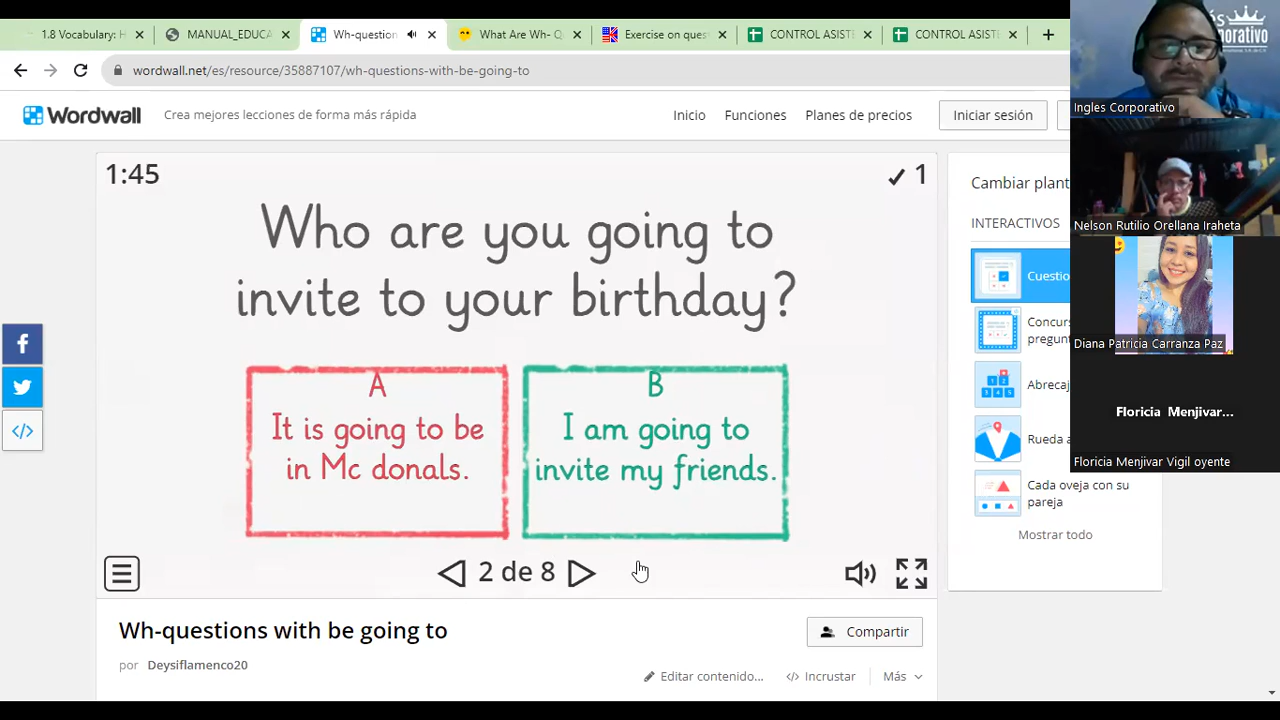 1.8 Vocabulary: H
MANUAL_EDUCA
Wh-question
What Are Wh-¨Q
Exercise on ques
CONTROL ASIST
CONTROL ASIST
wordwall.net/es/resource/35887107/wh-questions-with-be-going-to
Wordwall
Crea mejores lecciones de forma más rápida
Inicio
Funciones
Planes de precios
Iniciar sesión
1:45
1
Who are you going to
invite to your birthday?
A
It is going to be
in Mc donals.
B
I am going to
invite my friends.
2 de 8
Wh-questions with be going to
por Deysiflamenco20
Compartir
Editar contenido...
Incrustar
Más
Cambiar plant
INTERACTIVOS
Cuestio
Concurs
pregunt
Abrecaj
Rueda a
Cada oveja con su
pareja
Mostrar todo
Ingles Corporativo
Nelson Rutilio Orellana Iraheta
Diana Patricia Carranza Paz
Floricia Menjivar...
Floricia Menjivar Vigil oyente